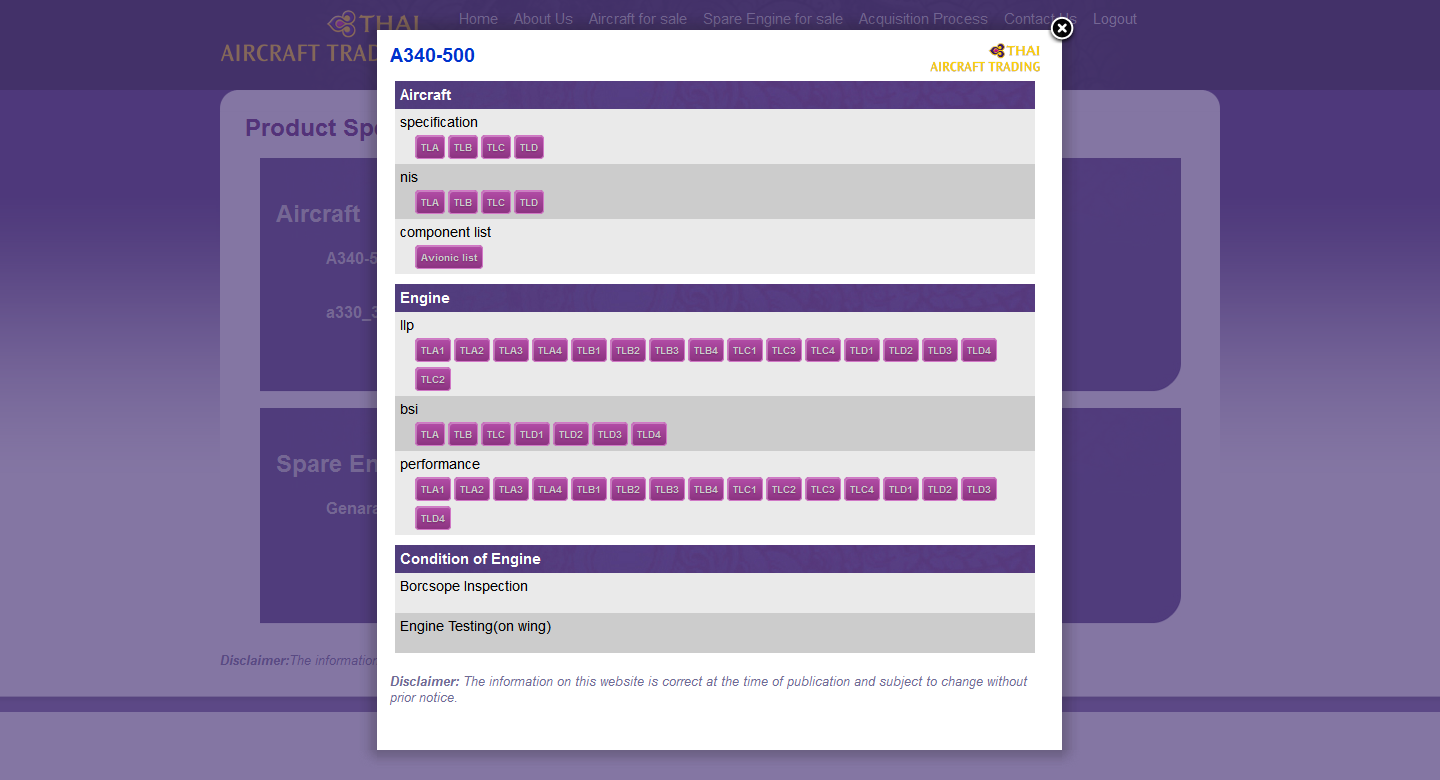 THAI
AIRCRAFT TRADING
Home About Us Aircraft for sale Spare Engine for sale Acquisition Process Contact Us Logout
A340-500
THAI
AIRCRAFT TRADING
Product Spe
Aircraft
A340-5
a330_3
Spare En
Genara
Disclaimer:The information
Aircraft
specification
TLA TLB TLC TLD
nis
TLA TLB TLC TLD
component list
Avionic list
Engine
llp
TLA1 TLA2 TLA3 TLA4 TLB1 TLB2 TLB3 TLB4 TLC1 TLC3 TLC4 TLD1 TLD2 TLD3 TLD4
TLC2
bsi
TLA TLB TLC TLD1 TLD2 TLD3 TLD4
performance
TLA1 TLA2 TLA3 TLA4 TLB1 TLB2 TLB3 TLB4 TLC1 TLC2 TLC3 TLC4 TLD1 TLD2 TLD3
TLD4
Condition of Engine
Borcsope Inspection
Engine Testing(on wing)
Disclaimer: The information on this website is correct at the time of publication and subject to change without
prior notice.